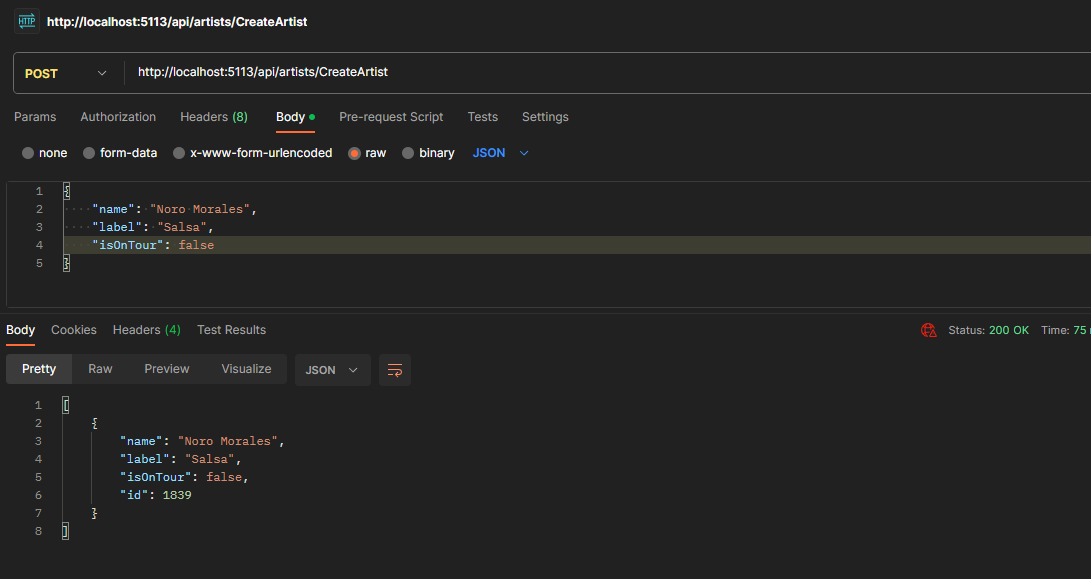 HTTP http://localhost:5113/api/artists/CreateArtist
POST http://localhost:5113/api/artists/CreateArtist
Params Authorization Headers (8) Body Pre-request Script Tests Settings
none form-data x-www-form-urlencoded raw binary JSON
1 {
2 "name": "Noro Morales",
3 "label": "Salsa",
4 "isOnTour": false
5 }
Body Cookies Headers (4) Test Results Status: 200 OK Time: 75
Pretty Raw Preview Visualize JSON
1 [
2 {
3 "name": "Noro Morales",
4 "label": "Salsa",
5 "isOnTour": false,
6 "id": 1839
7 }
8 ]